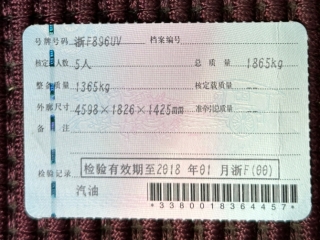 号牌号码 浙F896UV 档案编号
核定人数 5人 总质量 1865kg
整备质量 1365kg 核定载质量 --
外廓尺寸 4598×1826×1425mm 准牵引总质量 --
备注
检验记录 检验有效期至2018年01月浙F(00)
汽油
*3380018364457*